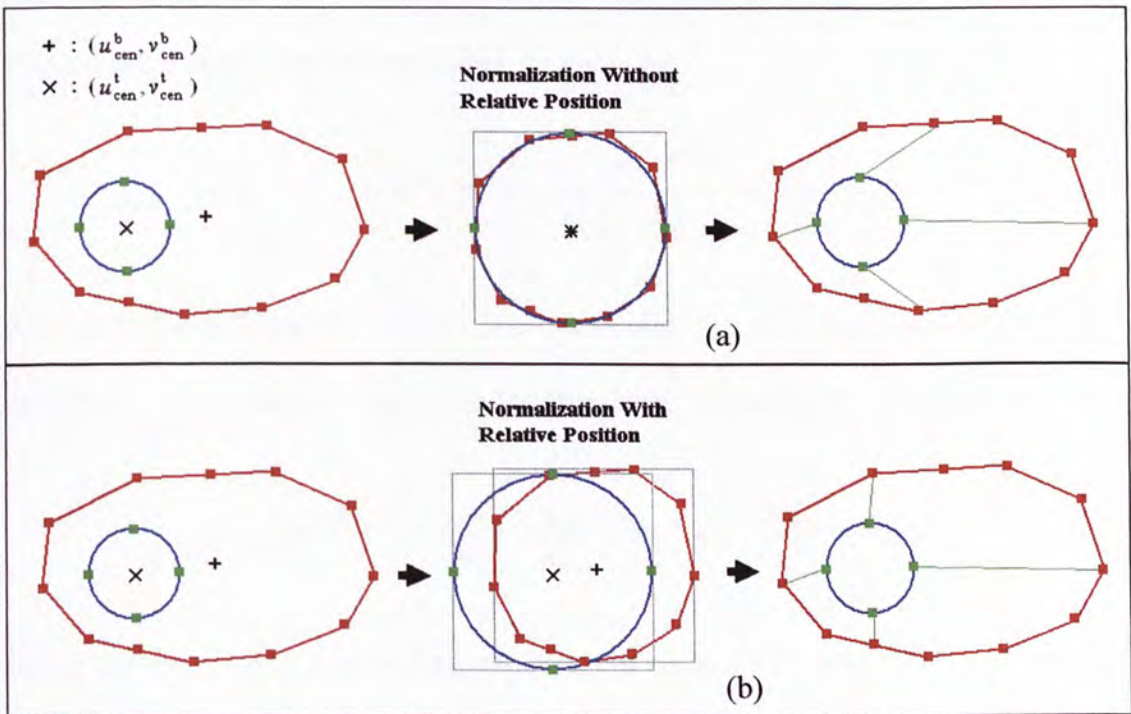 + : (u^b_cen, v^b_cen)
× : (u^t_cen, v^t_cen)
Normalization Without
Relative Position
(a)
Normalization With
Relative Position
(b)